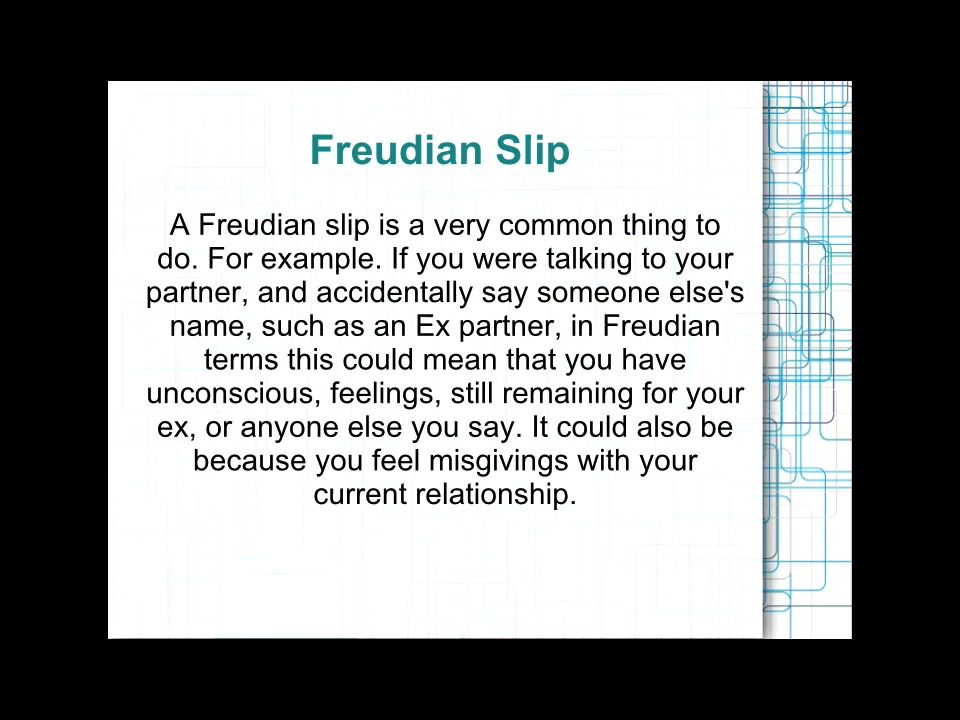 Freudian Slip
A Freudian slip is a very common thing to
do. For example. If you were talking to your
partner, and accidentally say someone else's
name, such as an Ex partner, in Freudian
terms this could mean that you have
unconscious, feelings, still remaining for your
ex, or anyone else you say. It could also be
because you feel misgivings with your
current relationship.